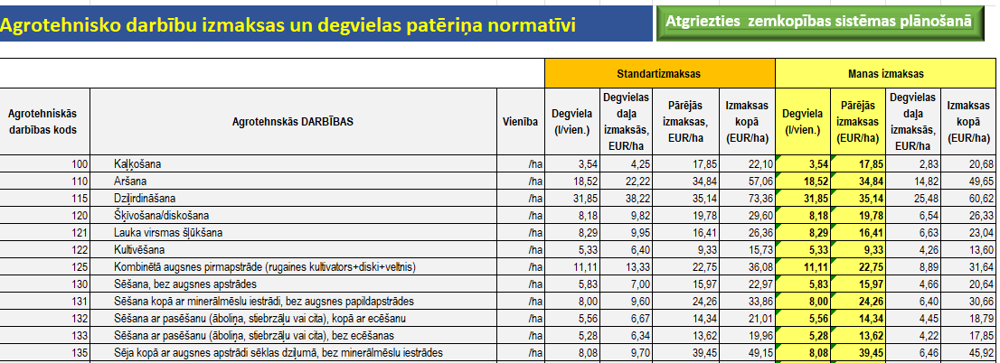 Agrotehnisko darbību izmaksas un degvielas patēriņa normatīvi
Atgriezties zemkopības sistēmas plānošanā
Standartizmaksas Manas izmaksas
Agrotehniskās darbības kods Agrotehnskās DARBĪBAS Vienība Degviela (l/vien.) Degvielas daļa izmaksās, EUR/ha Pārējās izmaksas, EUR/ha Izmaksas kopā (EUR/ha) Degviela (l/vien.) Pārējās izmaksas (EUR/ha) Degvielas daļa izmaksās, EUR/ha Izmaksas kopā (EUR/ha)
100 Kaļķošana /ha 3,54 4,25 17,85 22,10 3,54 17,85 2,83 20,68
110 Aršana /ha 18,52 22,22 34,84 57,06 18,52 34,84 14,82 49,65
115 Dziļirdināšana /ha 31,85 38,22 35,14 73,36 31,85 35,14 25,48 60,62
120 Šķīvošana/diskošana /ha 8,18 9,82 19,78 29,60 8,18 19,78 6,54 26,33
121 Lauka virsmas šļūkšana /ha 8,29 9,95 16,41 26,36 8,29 16,41 6,63 23,04
122 Kultivēšana /ha 5,33 6,40 9,33 15,73 5,33 9,33 4,26 13,60
125 Kombinētā augsnes pirmapstrāde (rugaines kultivators+diski+veltnis) /ha 11,11 13,33 22,75 36,08 11,11 22,75 8,89 31,64
130 Sēšana, bez augsnes apstrādes /ha 5,83 7,00 15,97 22,97 5,83 15,97 4,66 20,64
131 Sēšana kopā ar minerālmēslu iestrādi, bez augsnes papildapstrādes /ha 8,00 9,60 24,26 33,86 8,00 24,26 6,40 30,66
132 Sēšana ar pasēšanu (āboliņa, stiebrzāļu vai cita), kopā ar ecēšanu /ha 5,56 6,67 14,34 21,01 5,56 14,34 4,45 18,79
133 Sēšana ar pasēšanu (āboliņa, stiebrzāļu vai cita), bez ecēšanas /ha 5,28 6,34 13,62 19,96 5,28 13,62 4,22 17,85
135 Sēja kopā ar augsnes apstrādi sēklas dziļumā, bez minerālmēslu iestrādes /ha 8,08 9,70 39,45 49,15 8,08 39,45 6,46 45,92